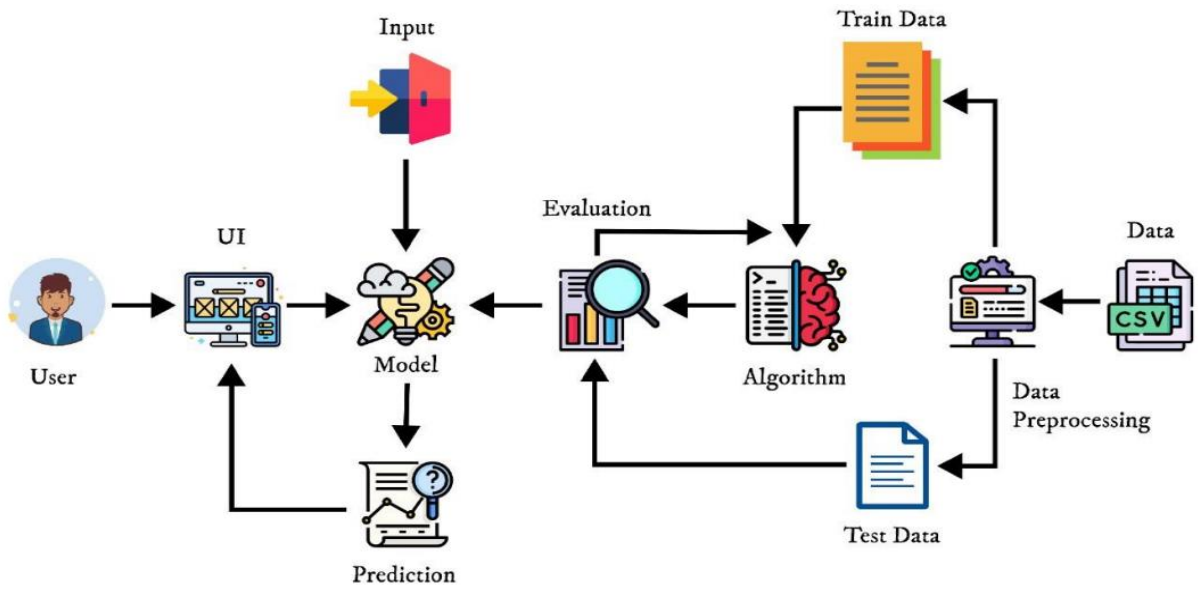 Train Data
Input
Evaluation
UI
Data
CSV
Model
User
Algorithm
Data
Preprocessing
Test Data
Prediction